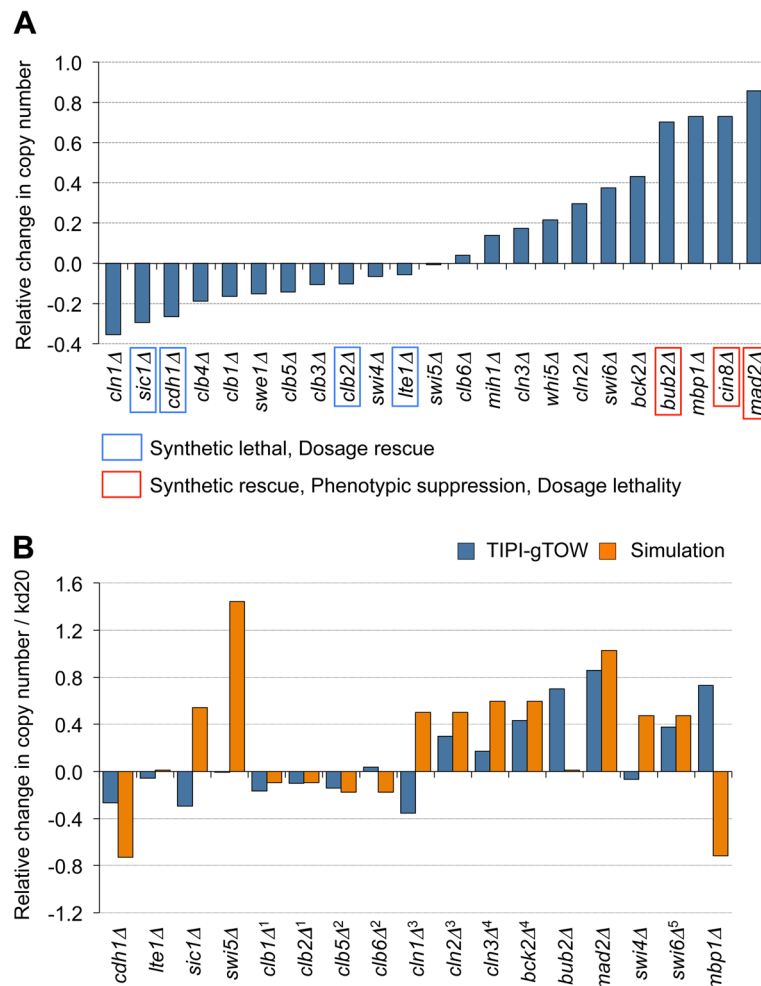 A
Relative change in copy number
1.0
0.8
0.6
0.4
0.2
0.0
-0.2
-0.4
cln1Δ
sic1Δ
cdh1Δ
clb4Δ
clb1Δ
swe1Δ
clb5Δ
clb3Δ
clb2Δ
swi4Δ
lte1Δ
swi5Δ
clb6Δ
mih1Δ
cln3Δ
whi5Δ
cln2Δ
swi6Δ
bck2Δ
bub2Δ
mbp1Δ
cin8Δ
mad2Δ
Synthetic lethal, Dosage rescue
Synthetic rescue, Phenotypic suppression, Dosage lethality
B
TIPI-gTOW
Simulation
Relative change in copy number / kd20
1.6
1.2
0.8
0.4
0.0
-0.4
-0.8
-1.2
cdh1Δ
lte1Δ
sic1Δ
swi5Δ
clb1Δ¹
clb2Δ¹
clb5Δ²
clb6Δ²
cln1Δ³
cln2Δ³
cln3Δ⁴
bck2Δ⁴
bub2Δ
mad2Δ
swi4Δ
swi6Δ⁵
mbp1Δ